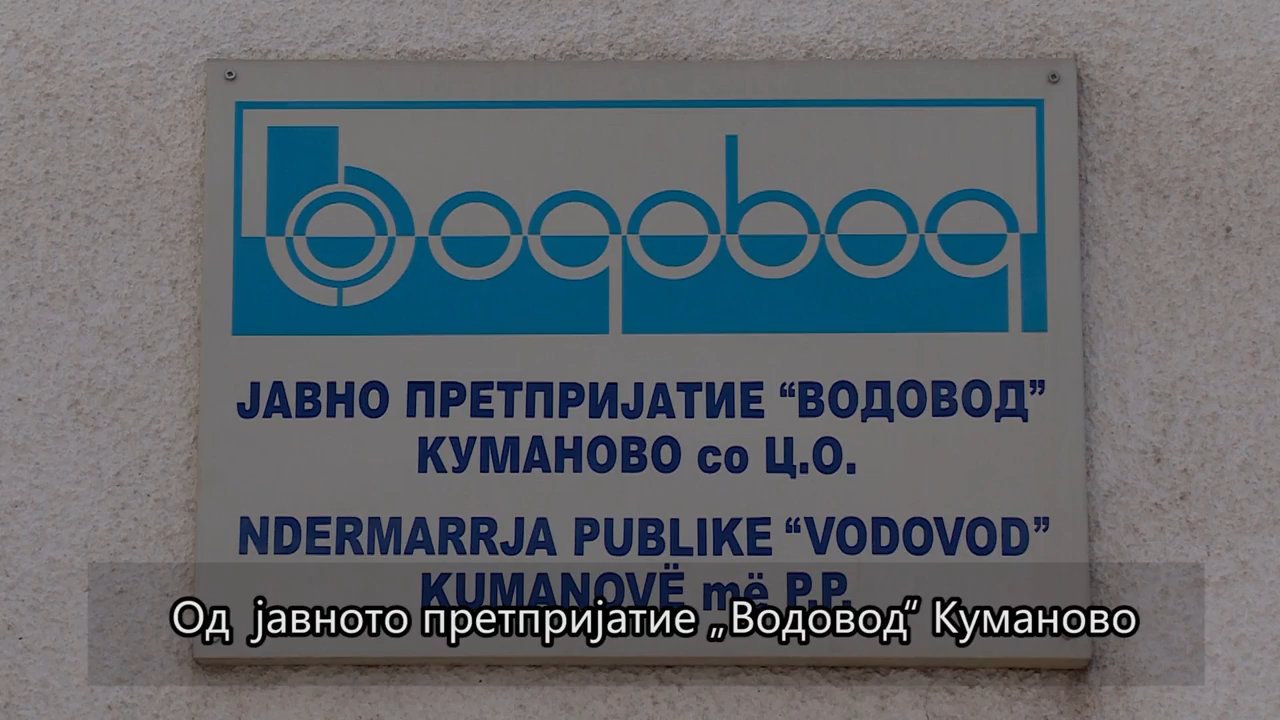 водовод
ЈАВНО ПРЕТПРИЈАТИЕ “ВОДОВОД”
КУМАНОВО со Ц.О.
NDERMARRJA PUBLIKE “VODOVOD”
KUMANOVË më P.P.
Од јавното претпријатие „Водовод“ Куманово